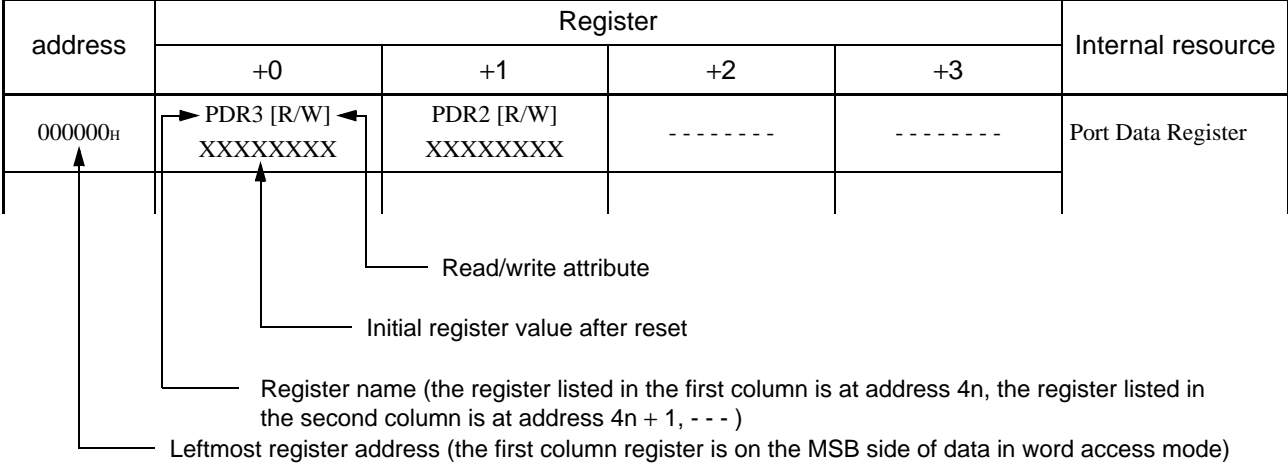 address Register Internal resource
+0 +1 +2 +3
000000H PDR3 [R/W] PDR2 [R/W] - - - - - - - - - - - - - - - - Port Data Register
XXXXXXXX XXXXXXXX
Read/write attribute
Initial register value after reset
Register name (the register listed in the first column is at address 4n, the register listed in
the second column is at address 4n + 1, - - - )
Leftmost register address (the first column register is on the MSB side of data in word access mode)